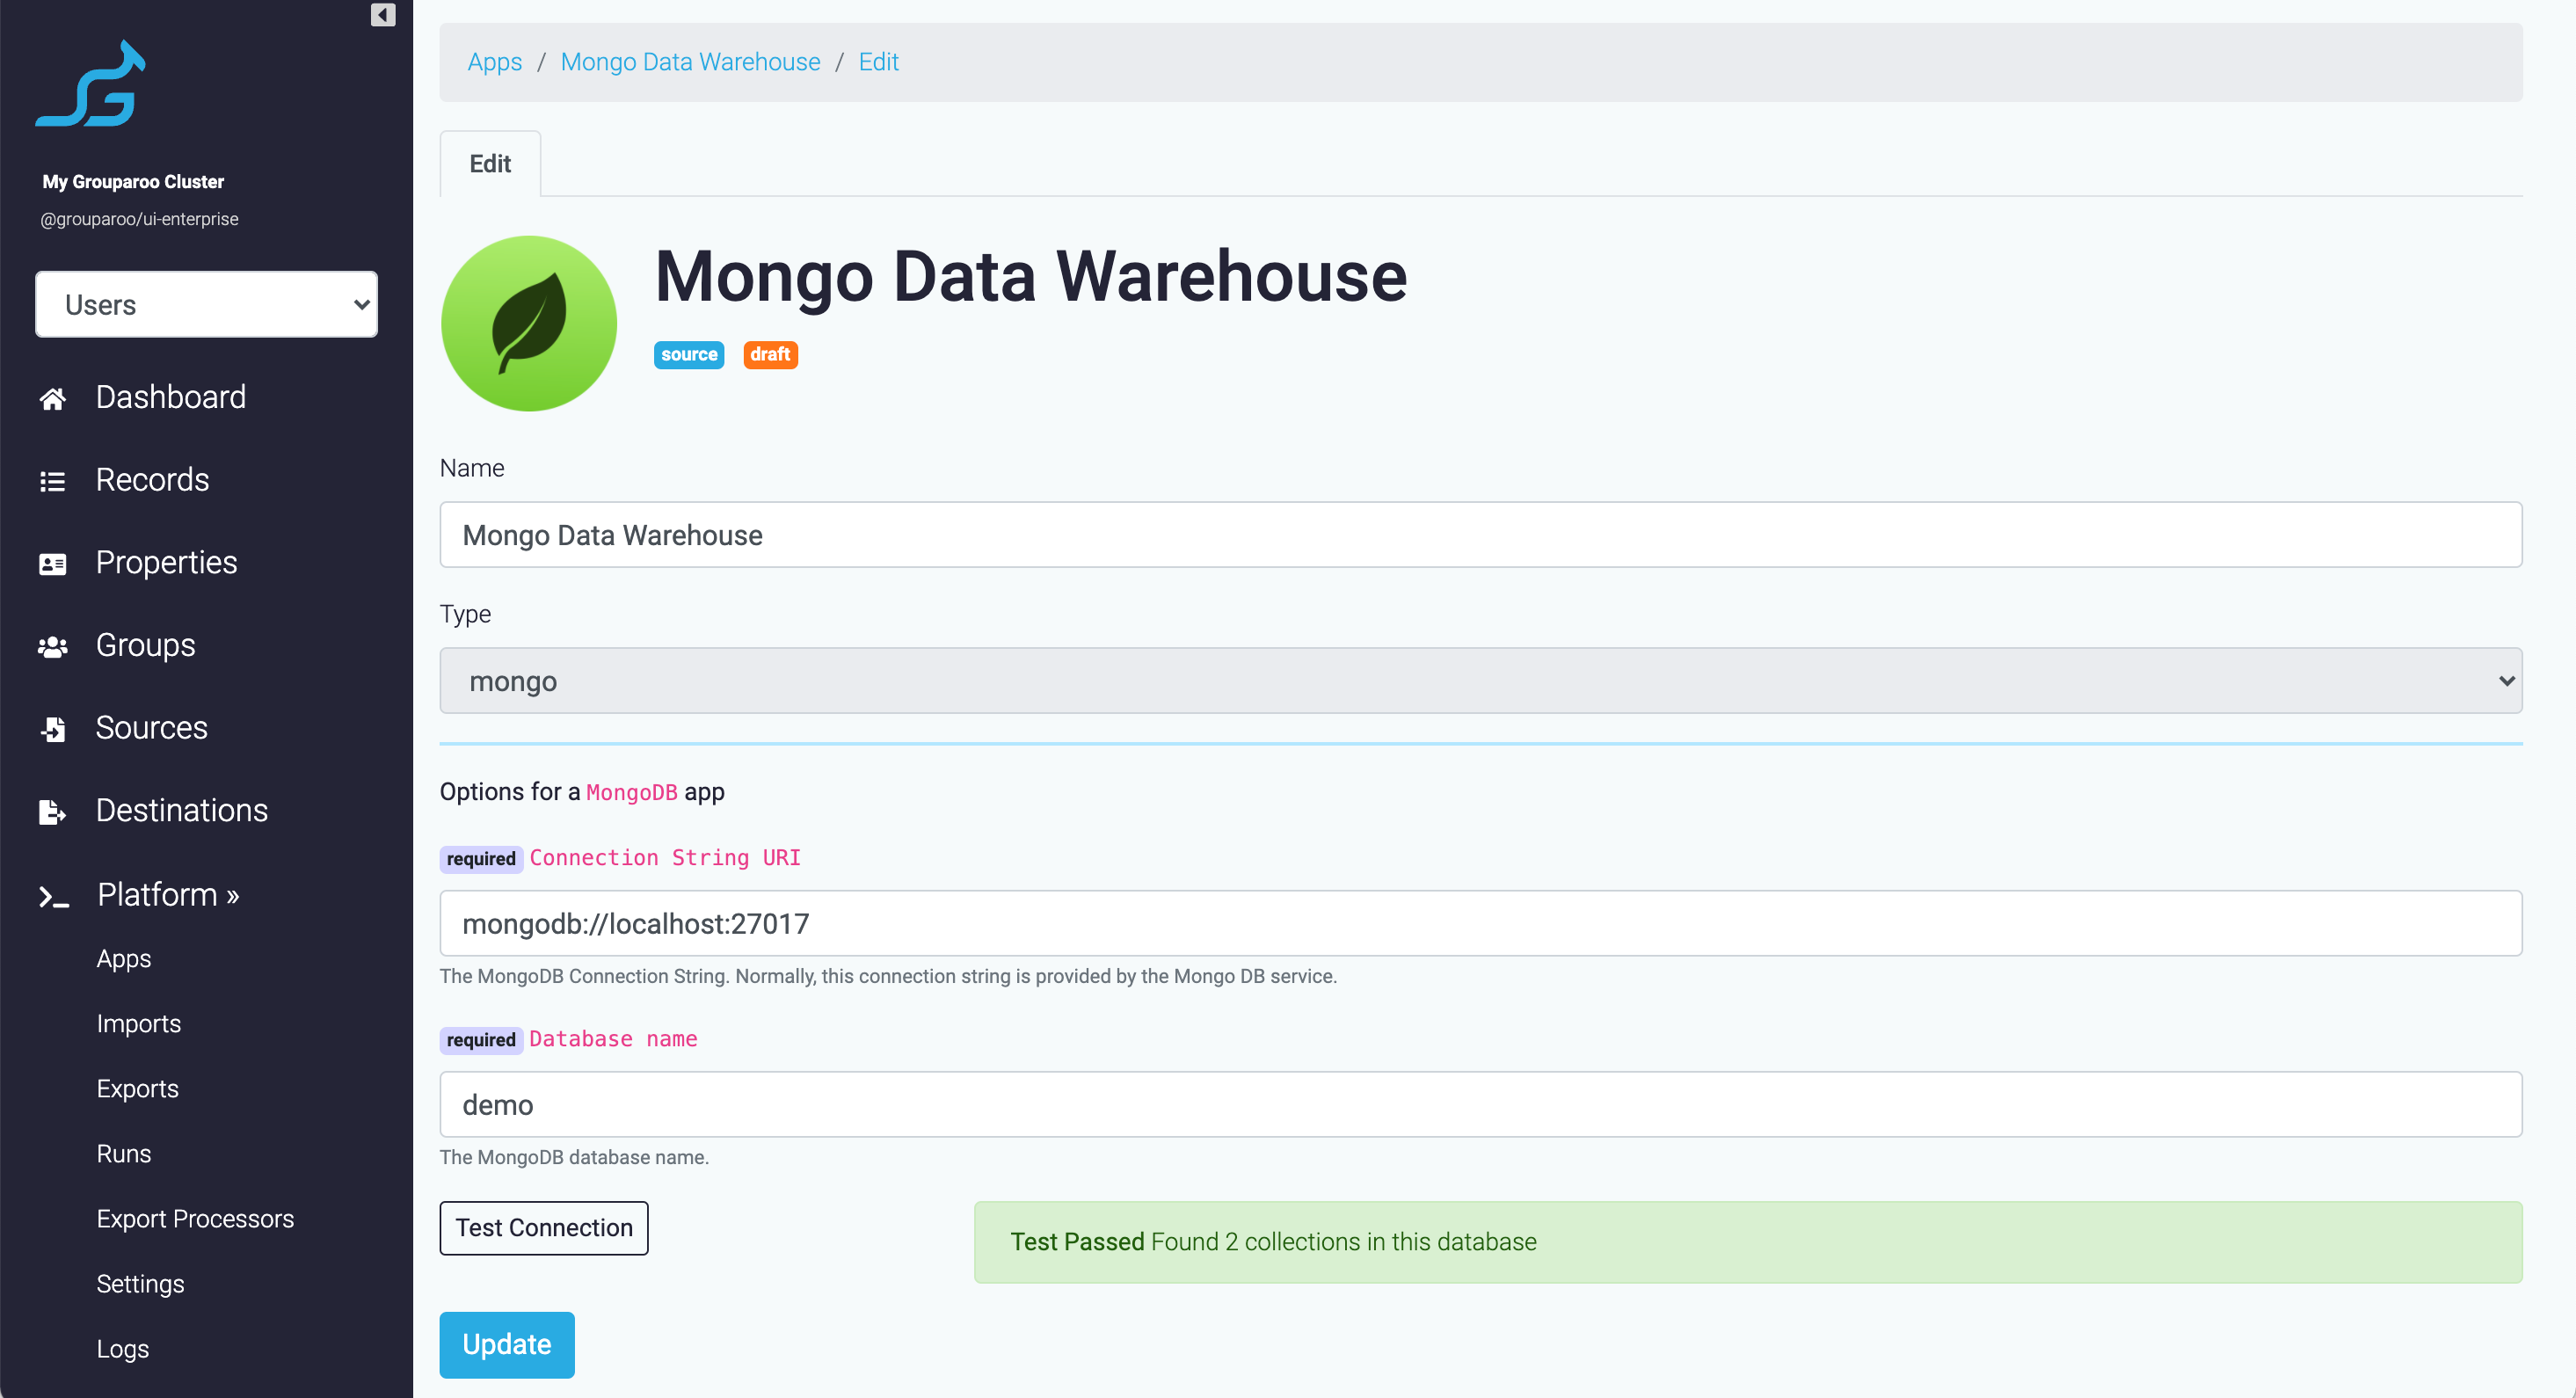 My Grouparoo Cluster
@grouparoo/ui-enterprise
Users
Dashboard
Records
Properties
Groups
Sources
Destinations
Platform »
Apps
Imports
Exports
Runs
Export Processors
Settings
Logs
Apps / Mongo Data Warehouse / Edit
Edit
Mongo Data Warehouse
source draft
Name
Mongo Data Warehouse
Type
mongo
Options for a MongoDB app
required Connection String URI
mongodb://localhost:27017
The MongoDB Connection String. Normally, this connection string is provided by the Mongo DB service.
required Database name
demo
The MongoDB database name.
Test Connection
Test Passed Found 2 collections in this database
Update